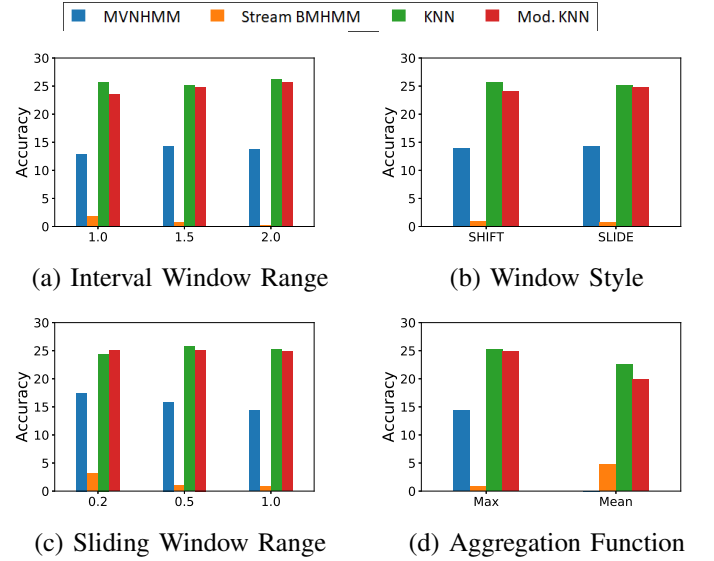 MVNHMM Stream BMHMM KNN Mod. KNN
30
25
20
15
10
5
0
Accuracy
1.0 1.5 2.0
(a) Interval Window Range
30
25
20
15
10
5
0
Accuracy
SHIFT SLIDE
(b) Window Style
30
25
20
15
10
5
0
Accuracy
0.2 0.5 1.0
(c) Sliding Window Range
30
25
20
15
10
5
0
Accuracy
Max Mean
(d) Aggregation Function